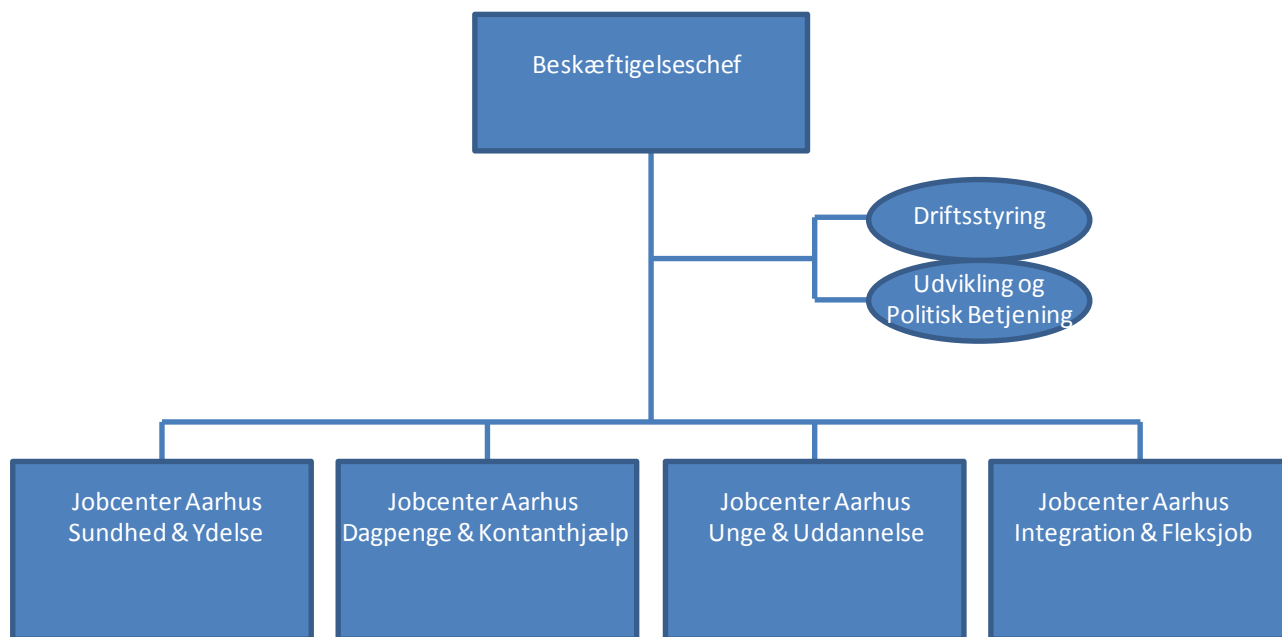 Beskæftigelseschef
Driftsstyring
Udvikling og
Politisk Betjening
Jobcenter Aarhus
Sundhed & Ydelse
Jobcenter Aarhus
Dagpenge & Kontanthjælp
Jobcenter Aarhus
Unge & Uddannelse
Jobcenter Aarhus
Integration & Fleksjob